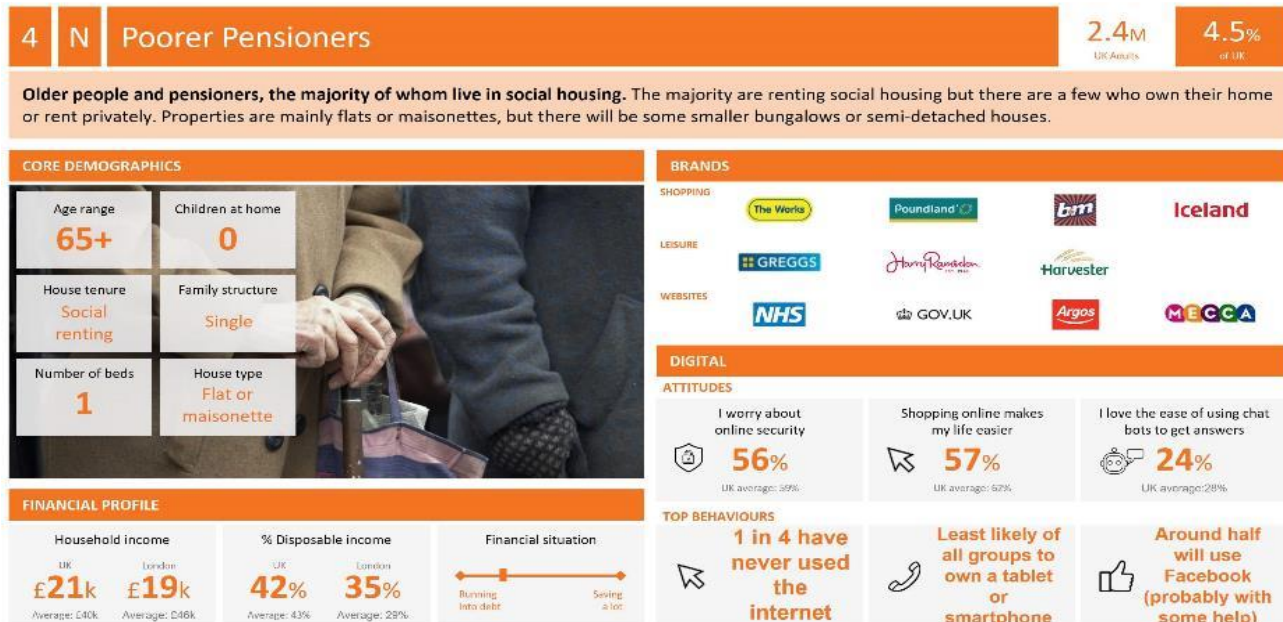 4 N Poorer Pensioners
2.4M
UK Adults
4.5%
of UK
Older people and pensioners, the majority of whom live in social housing. The majority are renting social housing but there are a few who own their home
or rent privately. Properties are mainly flats or maisonettes, but there will be some smaller bungalows or semi-detached houses.
CORE DEMOGRAPHICS
Age range
65+
Children at home
0
House tenure
Social
renting
Family structure
Single
Number of beds
1
House type
Flat or
maisonette
FINANCIAL PROFILE
Household income
UK
£21k
Average: £40k
London
£19k
Average: £46k
% Disposable income
UK
42%
Average: 43%
London
35%
Average: 29%
Financial situation
Running
Into debt
Saving
a lot
BRANDS
SHOPPING
The Works
Poundland
bm
Iceland
LEISURE
GREGGS
Harry Ramsden
Harvester
WEBSITES
NHS
GOV.UK
Argos
MECCA
DIGITAL
ATTITUDES
I worry about
online security
56%
UK average: 59%
Shopping online makes
my life easier
57%
UK average: 67%
I love the ease of using chat
bots to get answers
24%
UK average:28%
TOP BEHAVIOURS
1 in 4 have
never used
the
internet
Least likely of
all groups to
own a tablet
or
smartphone
Around half
will use
Facebook
(probably with
some help)